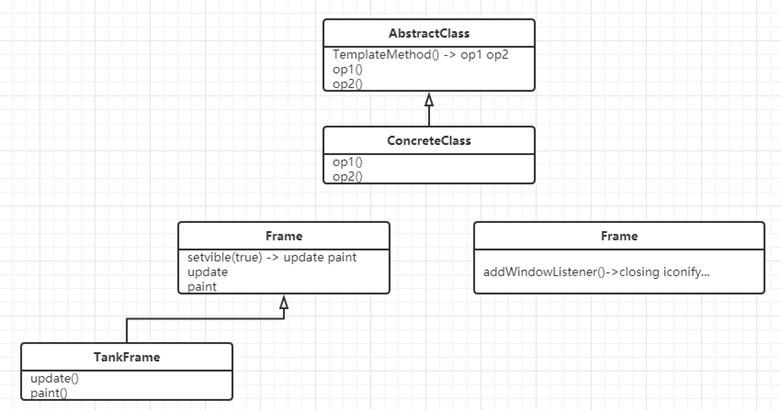 AbstractClass
TemplateMethod() -> op1 op2
op1()
op2()
ConcreteClass
op1()
op2()
Frame
setvible(true) -> update paint
update
paint
Frame
addWindowListener()->closing iconify...
TankFrame
update()
paint()